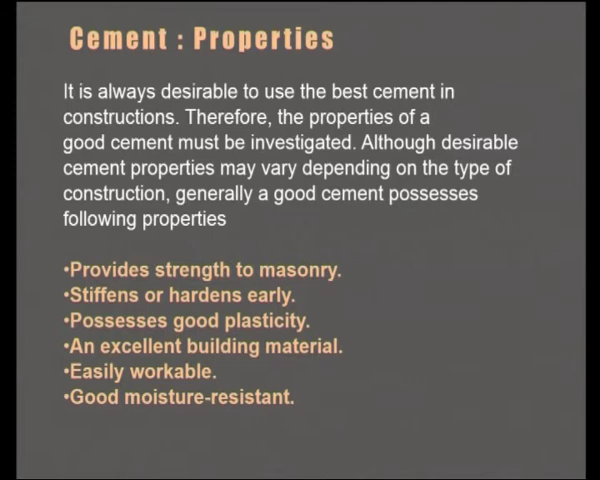 Cement : Properties
It is always desirable to use the best cement in
constructions. Therefore, the properties of a
good cement must be investigated. Although desirable
cement properties may vary depending on the type of
construction, generally a good cement possesses
following properties
•Provides strength to masonry.
•Stiffens or hardens early.
•Possesses good plasticity.
•An excellent building material.
•Easily workable.
•Good moisture-resistant.